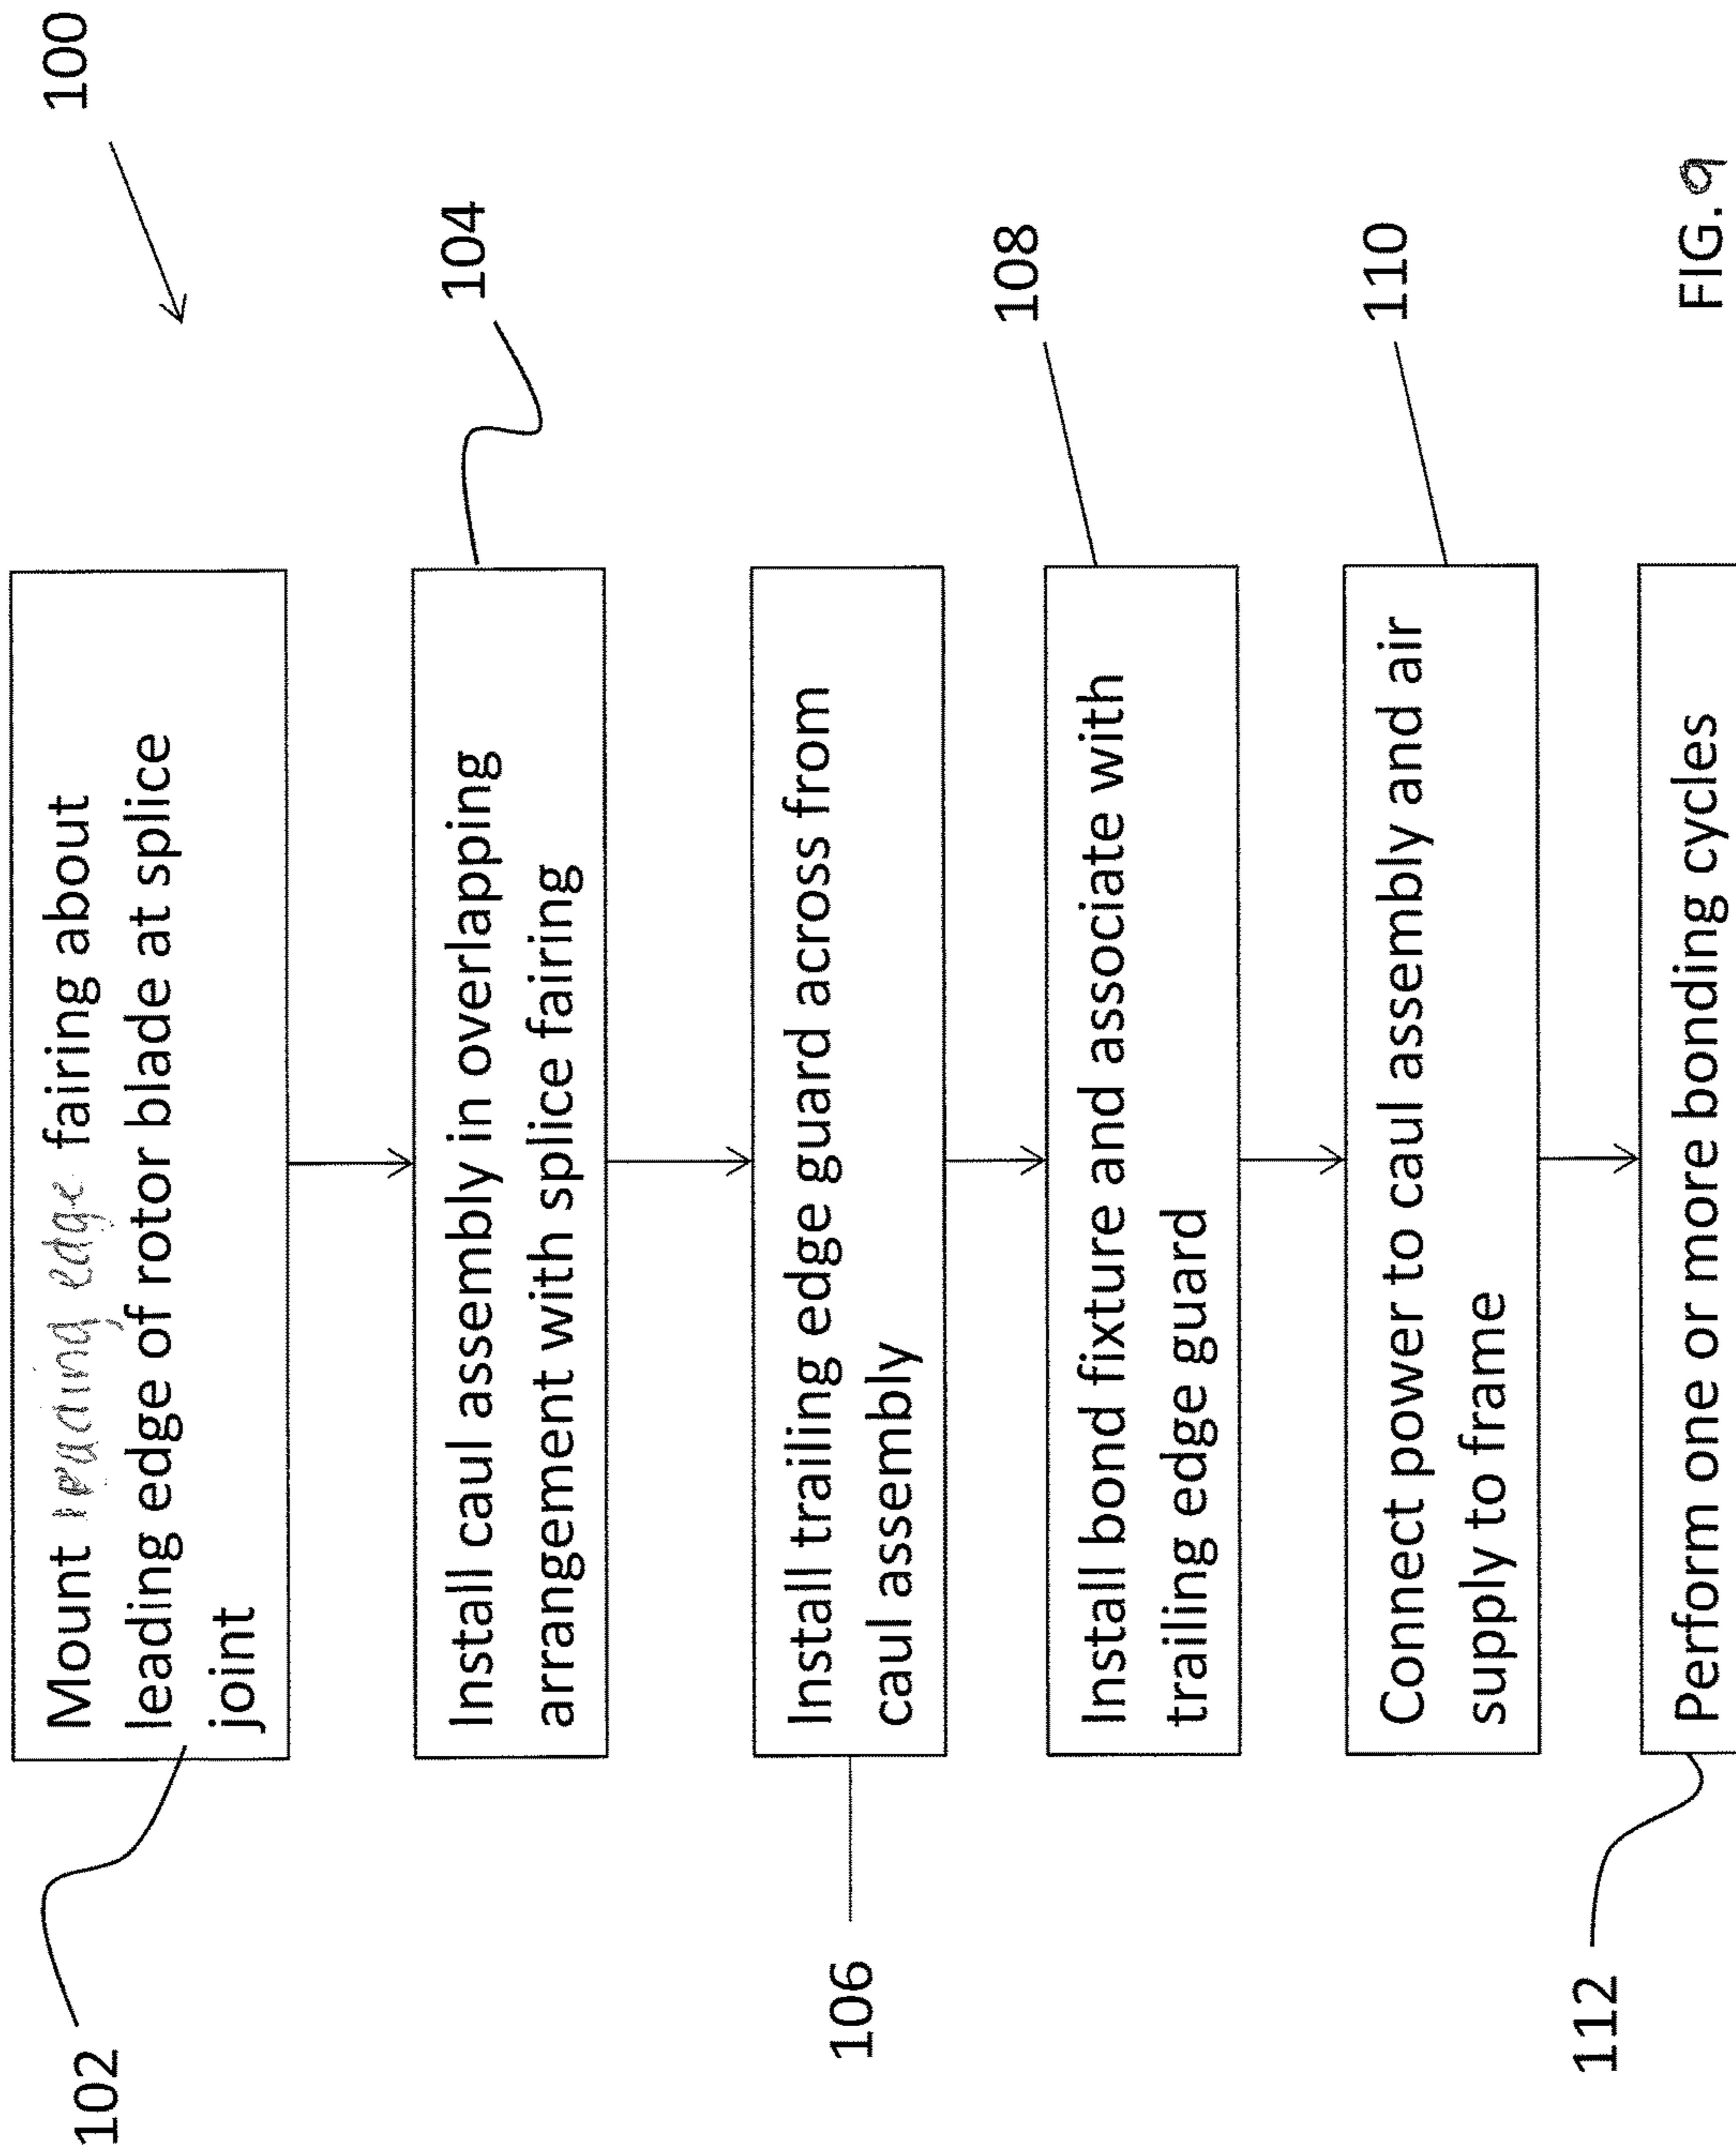 100
102
Mount leading edge fairing about
leading edge of rotor blade at splice
joint
104
Install caul assembly in overlapping
arrangement with splice fairing
106
Install trailing edge guard across from
caul assembly
108
Install bond fixture and associate with
trailing edge guard
110
Connect power to caul assembly and air
supply to frame
112
Perform one or more bonding cycles
FIG. 9